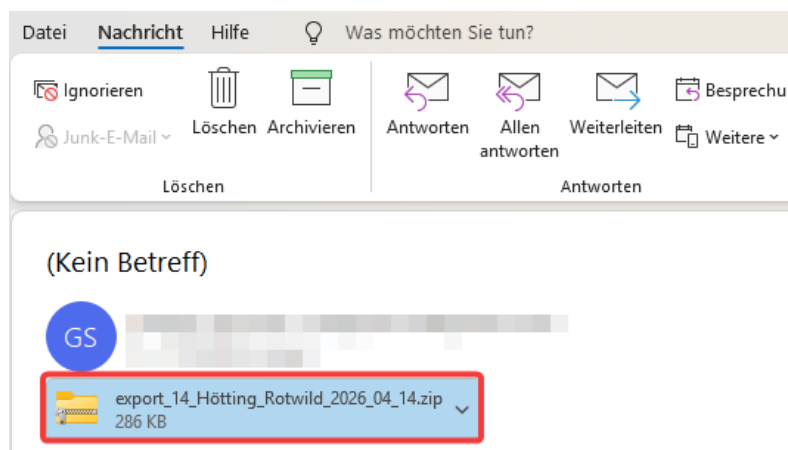 Datei Nachricht Hilfe Was möchten Sie tun?
Ignorieren
Junk-E-Mail
Löschen Archivieren
Antworten Allen antworten Weiterleiten
Besprechu
Weitere
Löschen Antworten
(Kein Betreff)
GS
export_14_Hötting_Rotwild_2026_04_14.zip
286 KB